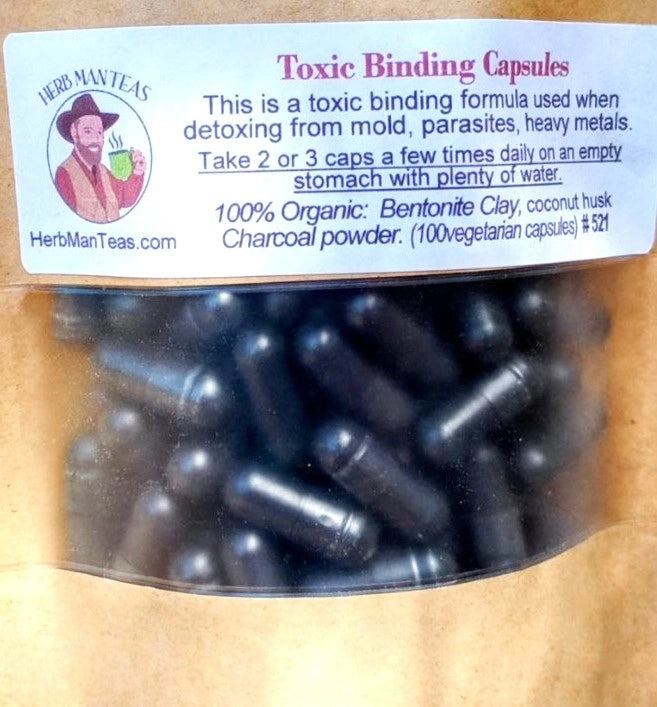 HERB MAN TEAS
HerbManTeas.com
Toxic Binding Capsules
This is a toxic binding formula used when
detoxing from mold, parasites, heavy metals.
Take 2 or 3 caps a few times daily on an empty
stomach with plenty of water.
100% Organic: Bentonite Clay, coconut husk
Charcoal powder. (100vegetarian capsules) #521